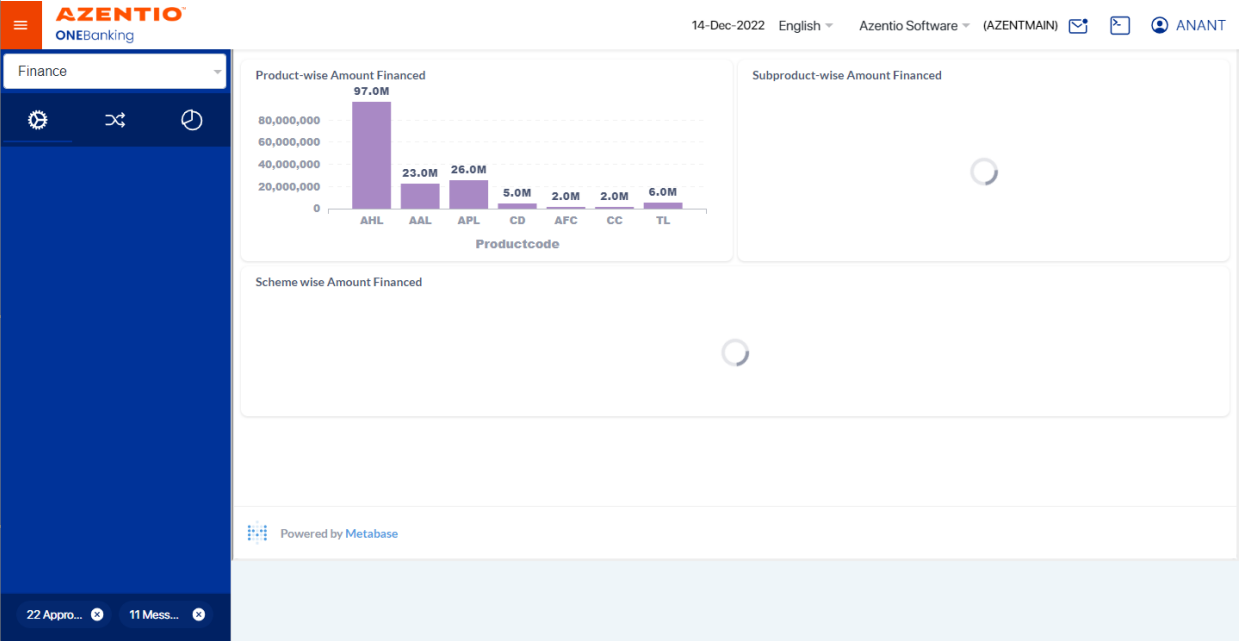 AZENTIO™
ONEBanking
14-Dec-2022 English Azentio Software (AZENTMAIN) ANANT
Finance
Product-wise Amount Financed
97.0M
80,000,000
60,000,000
40,000,000
20,000,000
0
23.0M 26.0M 5.0M 2.0M 2.0M 6.0M
AHL AAL APL CD AFC CC TL
Productcode
Subproduct-wise Amount Financed
Scheme wise Amount Financed
Powered by Metabase
22 Appro... 11 Mess...